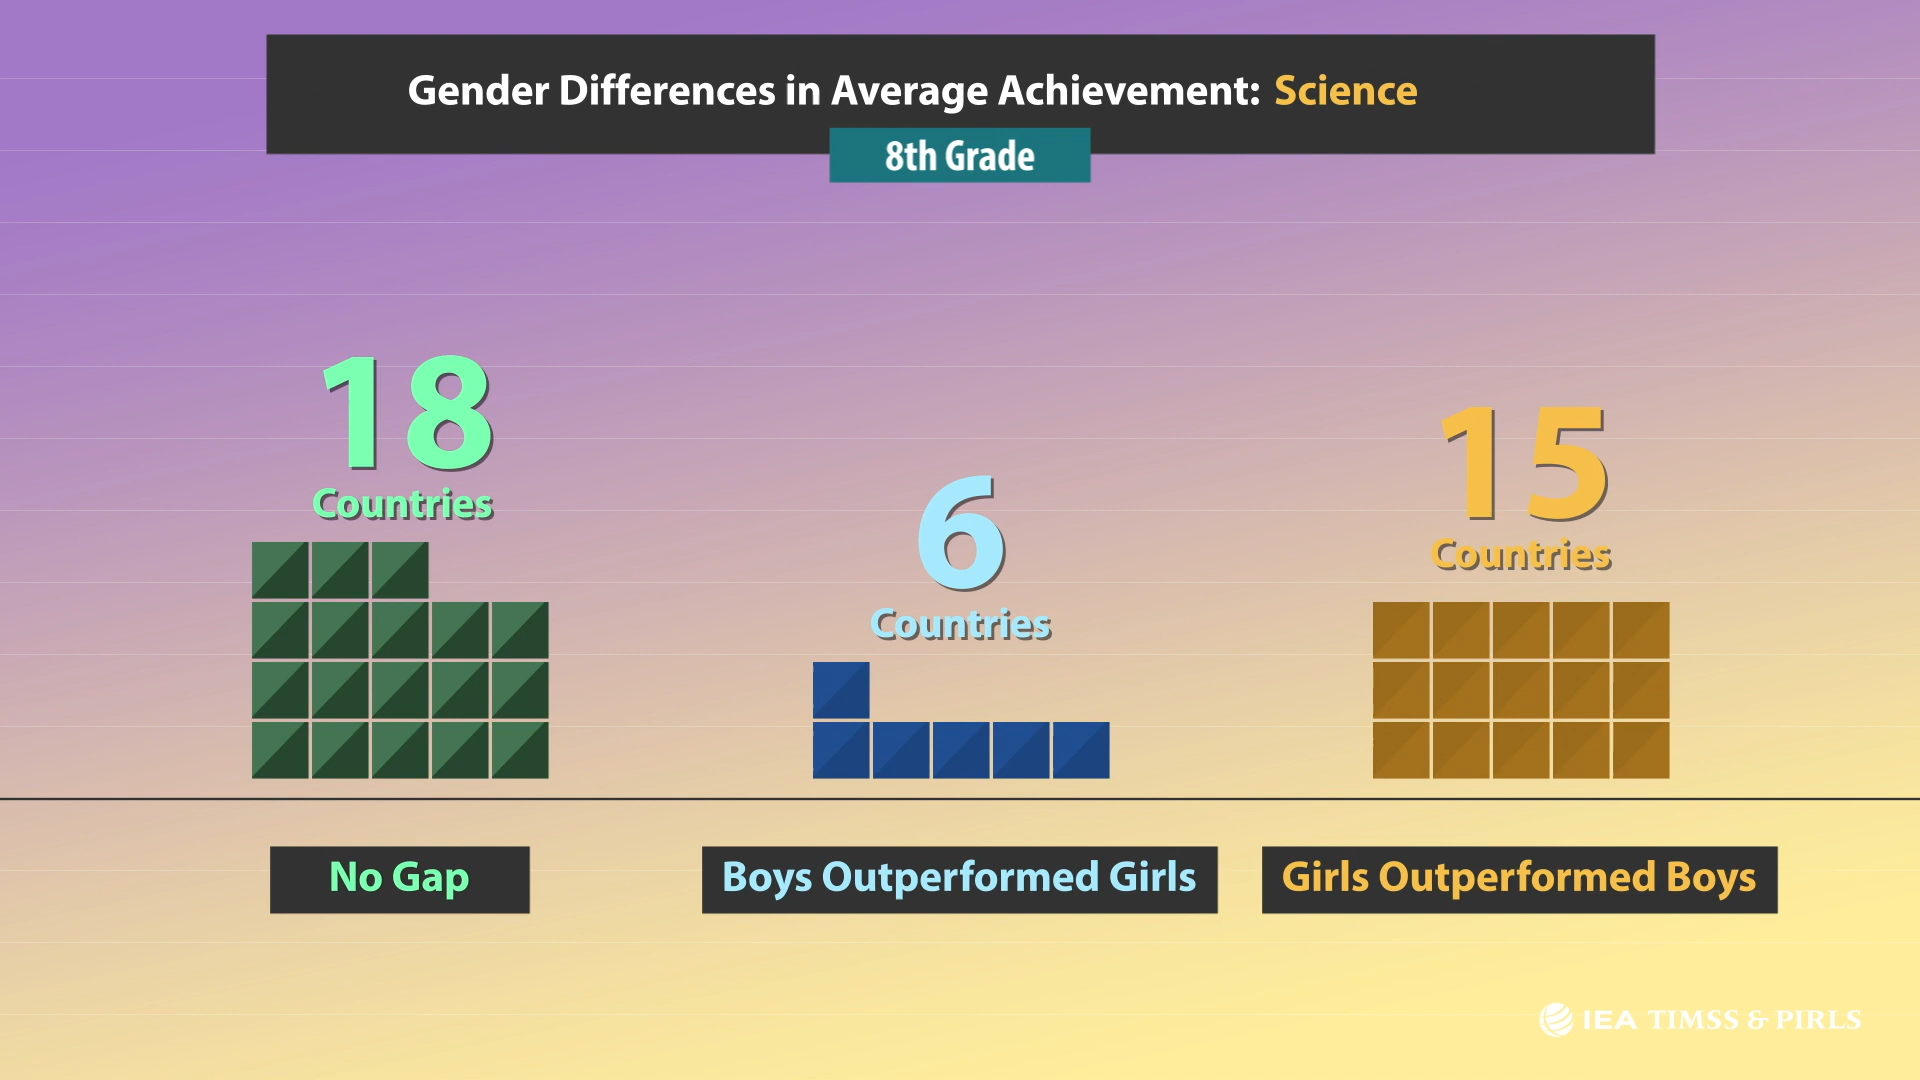 Gender Differences in Average Achievement: Science
8th Grade
18
Countries
6
Countries
15
Countries
No Gap
Boys Outperformed Girls
Girls Outperformed Boys
IEA TIMSS & PIRLS